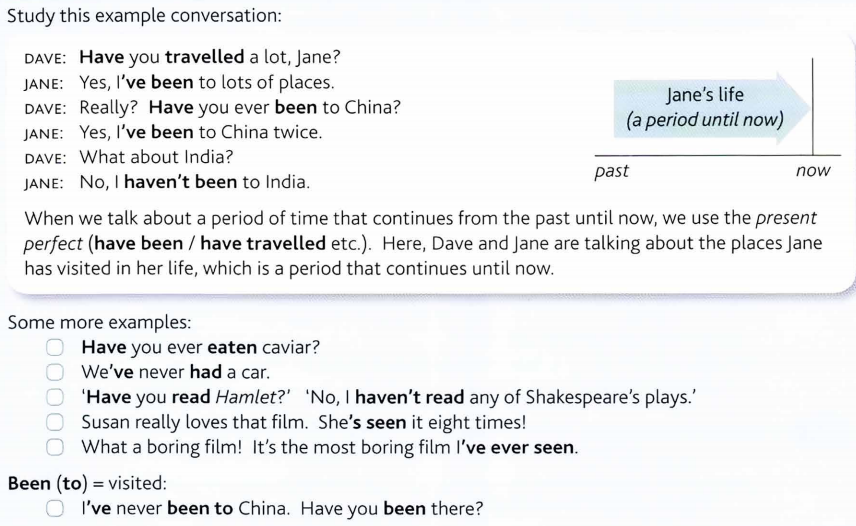 Study this example conversation:
DAVE: Have you travelled a lot, Jane?
JANE: Yes, I've been to lots of places.
DAVE: Really? Have you ever been to China?
JANE: Yes, I've been to China twice.
DAVE: What about India?
JANE: No, I haven't been to India.
Jane's life
(a period until now)
past now
When we talk about a period of time that continues from the past until now, we use the present
perfect (have been / have travelled etc.). Here, Dave and Jane are talking about the places Jane
has visited in her life, which is a period that continues until now.
Some more examples:
Have you ever eaten caviar?
We've never had a car.
'Have you read Hamlet?' 'No, I haven't read any of Shakespeare's plays.'
Susan really loves that film. She's seen it eight times!
What a boring film! It's the most boring film I've ever seen.
Been (to) = visited:
I've never been to China. Have you been there?